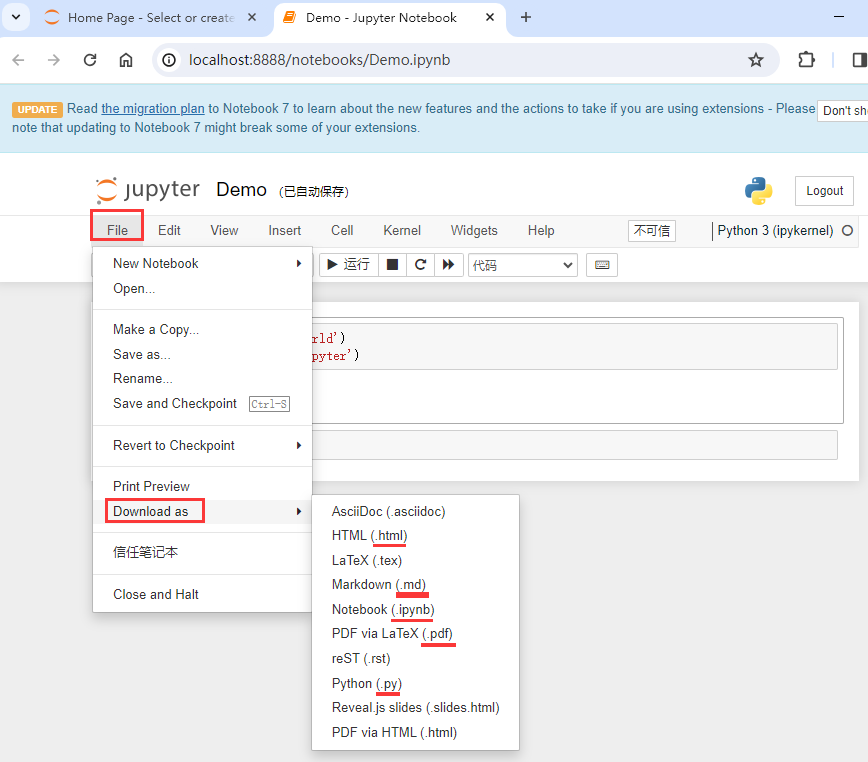 Home Page - Select or create
Demo - Jupyter Notebook
localhost:8888/notebooks/Demo.ipynb
UPDATE Read the migration plan to Notebook 7 to learn about the new features and the actions to take if you are using extensions - Please
note that updating to Notebook 7 might break some of your extensions.
Don't sh
jupyter Demo (已自动保存)
Logout
File Edit View Insert Cell Kernel Widgets Help 不可信 Python 3 (ipykernel)
运行 代码
New Notebook
Open...
Make a Copy...
Save as...
Rename...
Save and Checkpoint Ctrl-S
Revert to Checkpoint
Print Preview
Download as
信任笔记本
Close and Halt
rld')
pyter')
AsciiDoc (.asciidoc)
HTML (.html)
LaTeX (.tex)
Markdown (.md)
Notebook (.ipynb)
PDF via LaTeX (.pdf)
reST (.rst)
Python (.py)
Reveal.js slides (.slides.html)
PDF via HTML (.html)